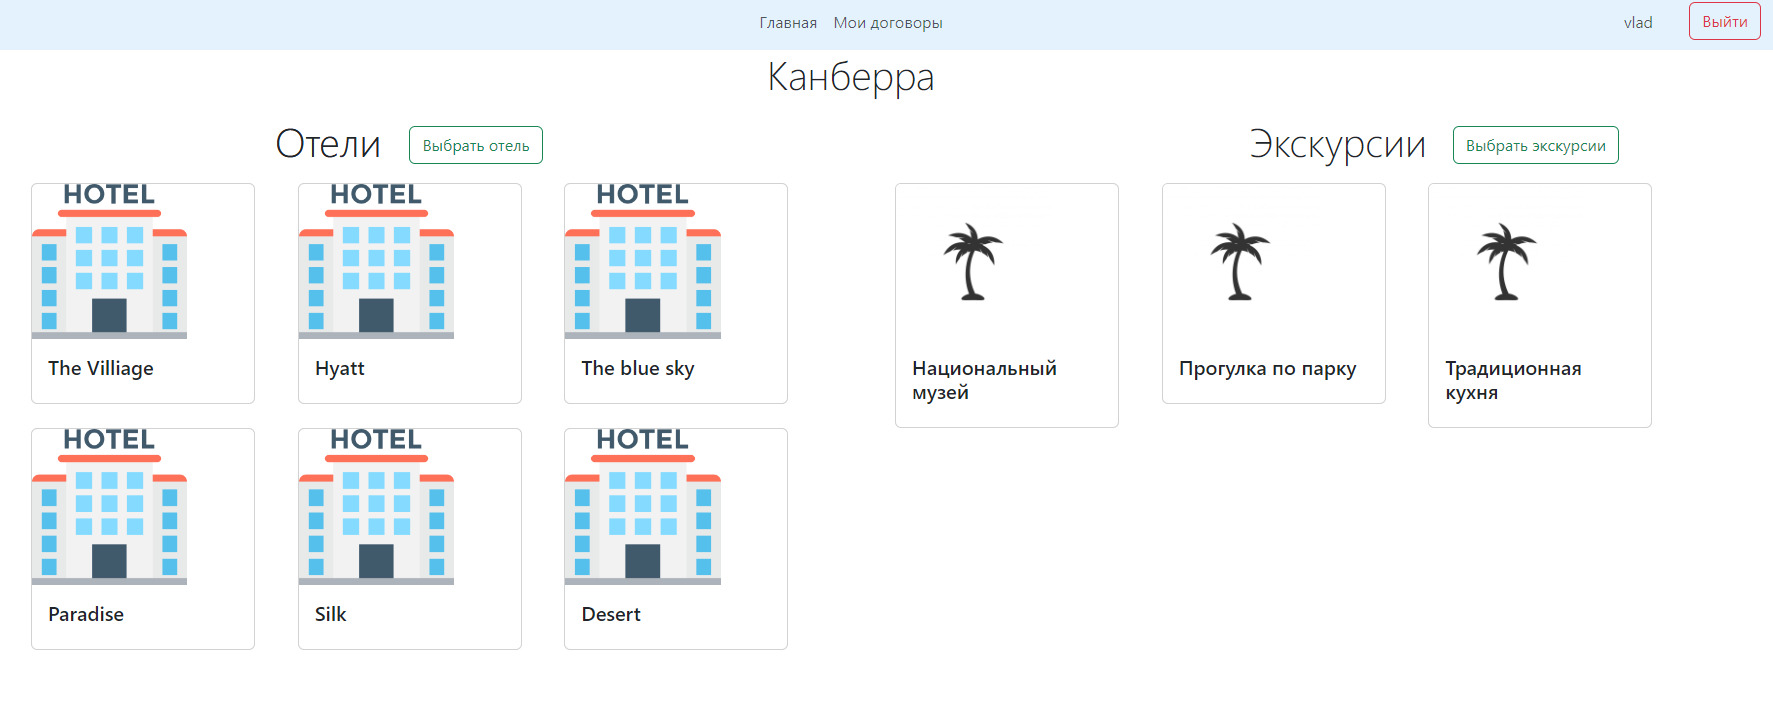 Главная Мои договоры vlad Выйти
Канберра
Отели Выбрать отель
Экскурсии Выбрать экскурсии
HOTEL
The Villiage
HOTEL
Hyatt
HOTEL
The blue sky
Национальный
музей
Прогулка по парку
Традиционная
кухня
HOTEL
Paradise
HOTEL
Silk
HOTEL
Desert